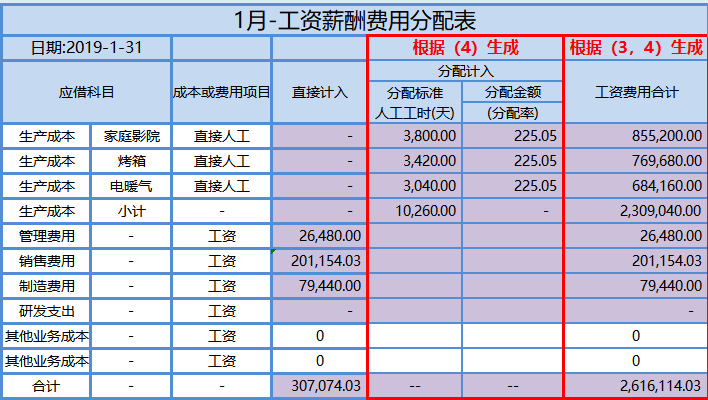 1月-工资薪酬费用分配表
日期:2019-1-31 根据（4）生成 根据（3，4）生成
应借科目 成本或费用项目 直接计入 分配计入 工资费用合计
分配标准 分配金额
人工工时(天) (分配率)
生产成本 家庭影院 直接人工 - 3,800.00 225.05 855,200.00
生产成本 烤箱 直接人工 - 3,420.00 225.05 769,680.00
生产成本 电暖气 直接人工 - 3,040.00 225.05 684,160.00
生产成本 小计 - - 10,260.00 - 2,309,040.00
管理费用 - 工资 26,480.00 26,480.00
销售费用 - 工资 201,154.03 201,154.03
制造费用 - 工资 79,440.00 79,440.00
研发支出 - 工资 - -
其他业务成本 - 工资 0 0
其他业务成本 - 工资 0 0
合计 - - 307,074.03 -- -- 2,616,114.03